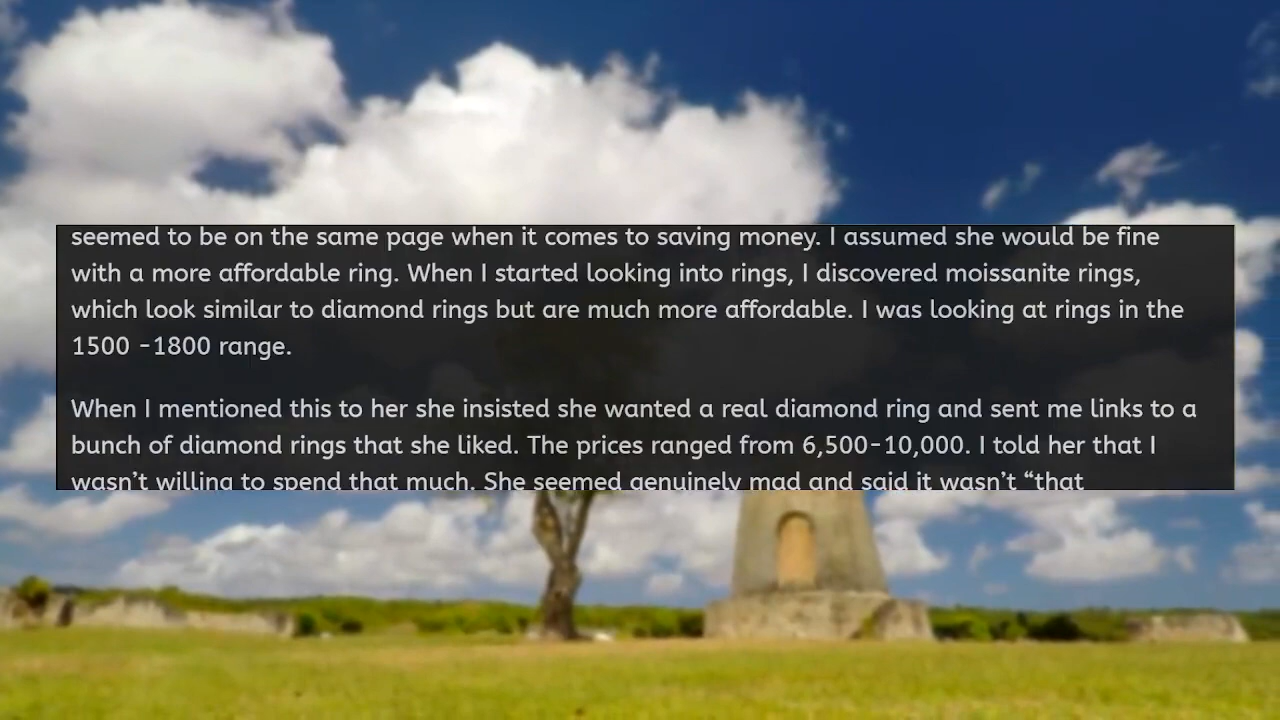 seemed to be on the same page when it comes to saving money. I assumed she would be fine
with a more affordable ring. When I started looking into rings, I discovered moissanite rings,
which look similar to diamond rings but are much more affordable. I was looking at rings in the
1500 -1800 range.
When I mentioned this to her she insisted she wanted a real diamond ring and sent me links to a
bunch of diamond rings that she liked. The prices ranged from 6,500-10,000. I told her that I
wasn't willing to spend that much. She seemed genuinely mad and said it wasn't “that